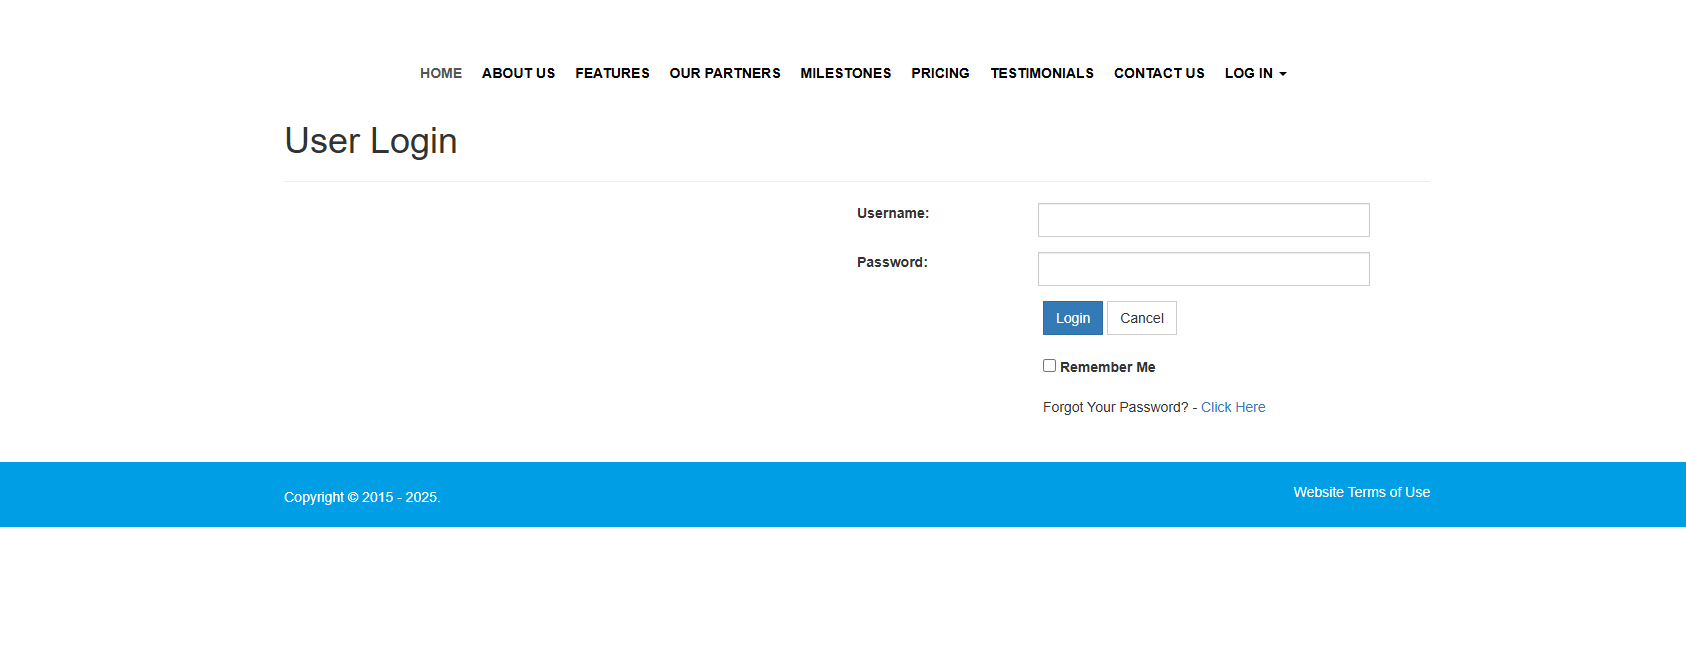 HOME ABOUT US FEATURES OUR PARTNERS MILESTONES PRICING TESTIMONIALS CONTACT US LOG IN
User Login
Username:
Password:
Login Cancel
Remember Me
Forgot Your Password? - Click Here
Copyright © 2015 - 2025.
Website Terms of Use